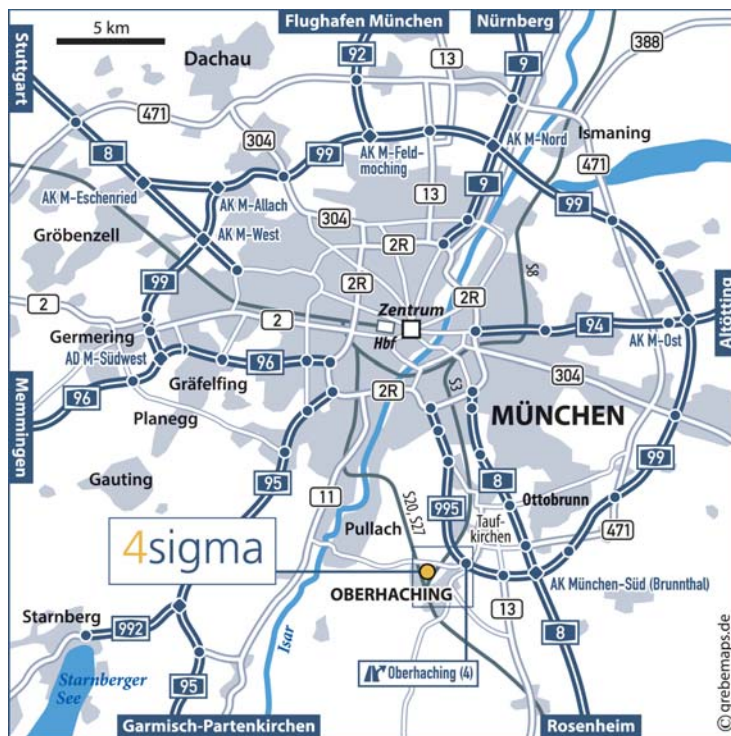 5 km
Flughafen München
Nürnberg
Stuttgart
Dachau
92
13
9
388
471
304
8
99
AK M-Feld-
moching
AK M-Nord
Ismaning
471
AK M-Eschenried
AK M-Allach
13
9
99
AK M-West
304
Gröbenzell
2R
S8
99
2R
2R
2
Zentrum
2
Hbf
94
Altötting
Germering
AD M-Südwest
AK M-Ost
96
Gräfelfing
S3
304
Memmingen
96
2R
Planegg
MÜNCHEN
99
Gauting
95
8
11
S20, S27
995
Ottobrunn
4sigma
Pullach
Tauf-
kirchen
471
OBERHACHING
AK München-Süd (Brunnthal)
Starnberg
992
13
8
Isar
Starnberger
See
Oberhaching (4)
95
Garmisch-Partenkirchen
Rosenheim
©grebemaps.de